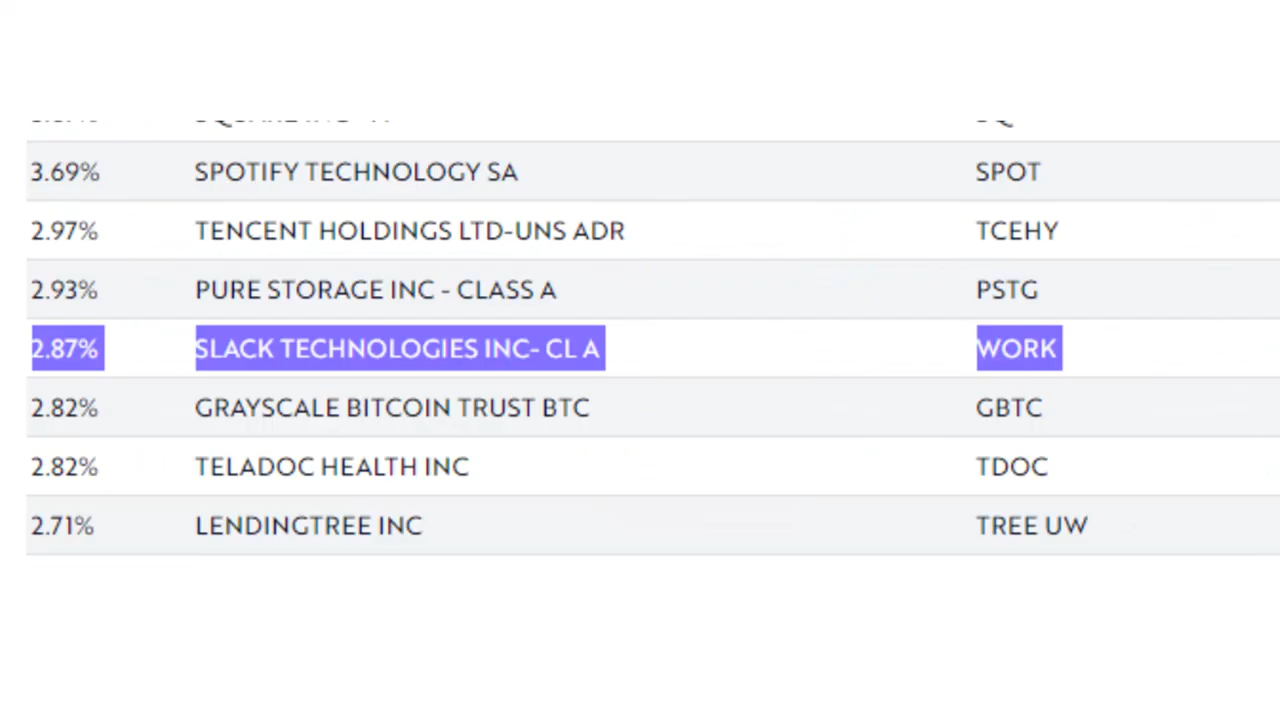 3.69% SPOTIFY TECHNOLOGY SA SPOT
2.97% TENCENT HOLDINGS LTD-UNS ADR TCEHY
2.93% PURE STORAGE INC - CLASS A PSTG
2.87% SLACK TECHNOLOGIES INC- CL A WORK
2.82% GRAYSCALE BITCOIN TRUST BTC GBTC
2.82% TELADOC HEALTH INC TDOC
2.71% LENDINGTREE INC TREE UW